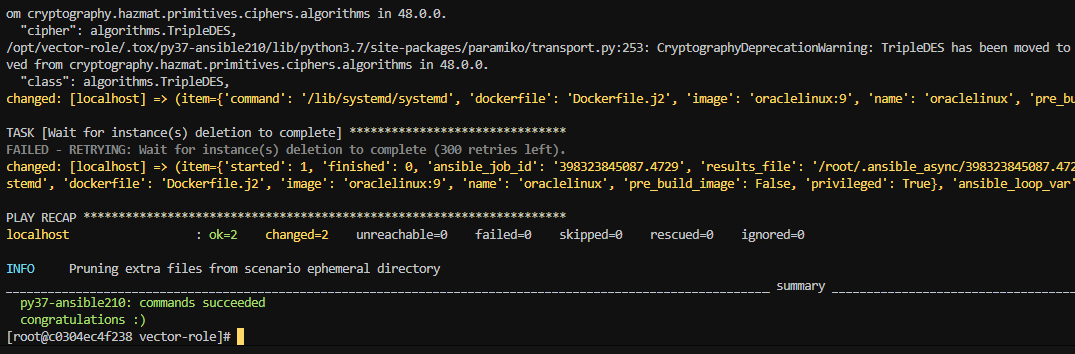 om cryptography.hazmat.primitives.ciphers.algorithms in 48.0.0.
  "cipher": algorithms.TripleDES,
/opt/vector-role/.tox/py37-ansible210/lib/python3.7/site-packages/paramiko/transport.py:253: CryptographyDeprecationWarning: TripleDES has been moved to
ved from cryptography.hazmat.primitives.ciphers.algorithms in 48.0.0.
  "class": algorithms.TripleDES,
changed: [localhost] => (item={'command': '/lib/systemd/systemd', 'dockerfile': 'Dockerfile.j2', 'image': 'oraclelinux:9', 'name': 'oraclelinux', 'pre_bu
TASK [Wait for instance(s) deletion to complete] *******************************
FAILED - RETRYING: Wait for instance(s) deletion to complete (300 retries left).
changed: [localhost] => (item={'started': 1, 'finished': 0, 'ansible_job_id': '398323845087.4729', 'results_file': '/root/.ansible_async/398323845087.472
stemd', 'dockerfile': 'Dockerfile.j2', 'image': 'oraclelinux:9', 'name': 'oraclelinux', 'pre_build_image': False, 'privileged': True}, 'ansible_loop_var'
PLAY RECAP *********************************************************************
localhost                  : ok=2    changed=2    unreachable=0    failed=0    skipped=0    rescued=0    ignored=0
INFO     Pruning extra files from scenario ephemeral directory
summary
  py37-ansible210: commands succeeded
  congratulations :)
[root@c0304ec4f238 vector-role]#